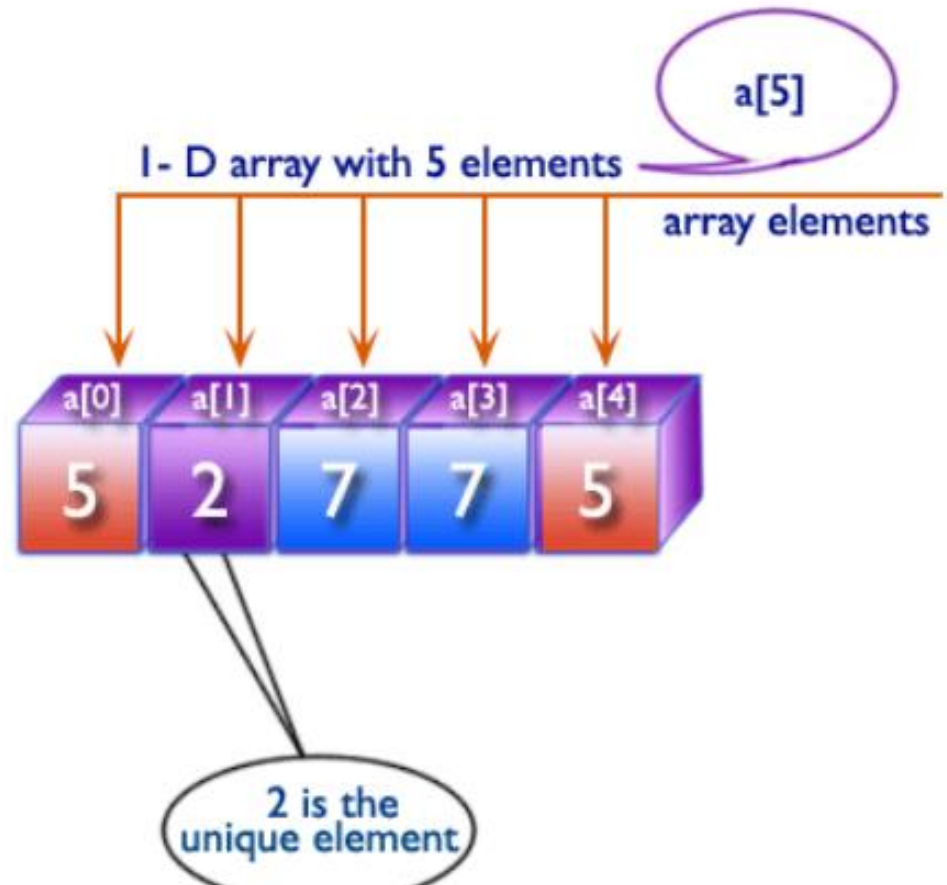 a[5]
1- D array with 5 elements
array elements
a[0] a[1] a[2] a[3] a[4]
5 2 7 7 5
2 is the
unique element